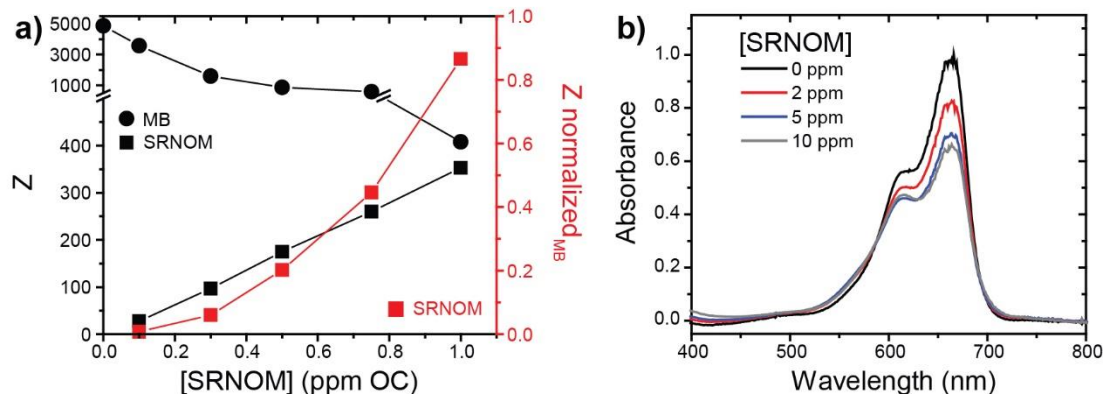 a)
5000
3000
1000
400
300
200
100
0
Z
MB
SRNOM
SRNOM
0.0 0.2 0.4 0.6 0.8 1.0
[SRNOM] (ppm OC)
1.0
0.8
0.6
0.4
0.2
0.0
Z normalized MB
b)
[SRNOM]
0 ppm
2 ppm
5 ppm
10 ppm
1.0
0.8
0.6
0.4
0.2
0.0
Absorbance
400 500 600 700 800
Wavelength (nm)